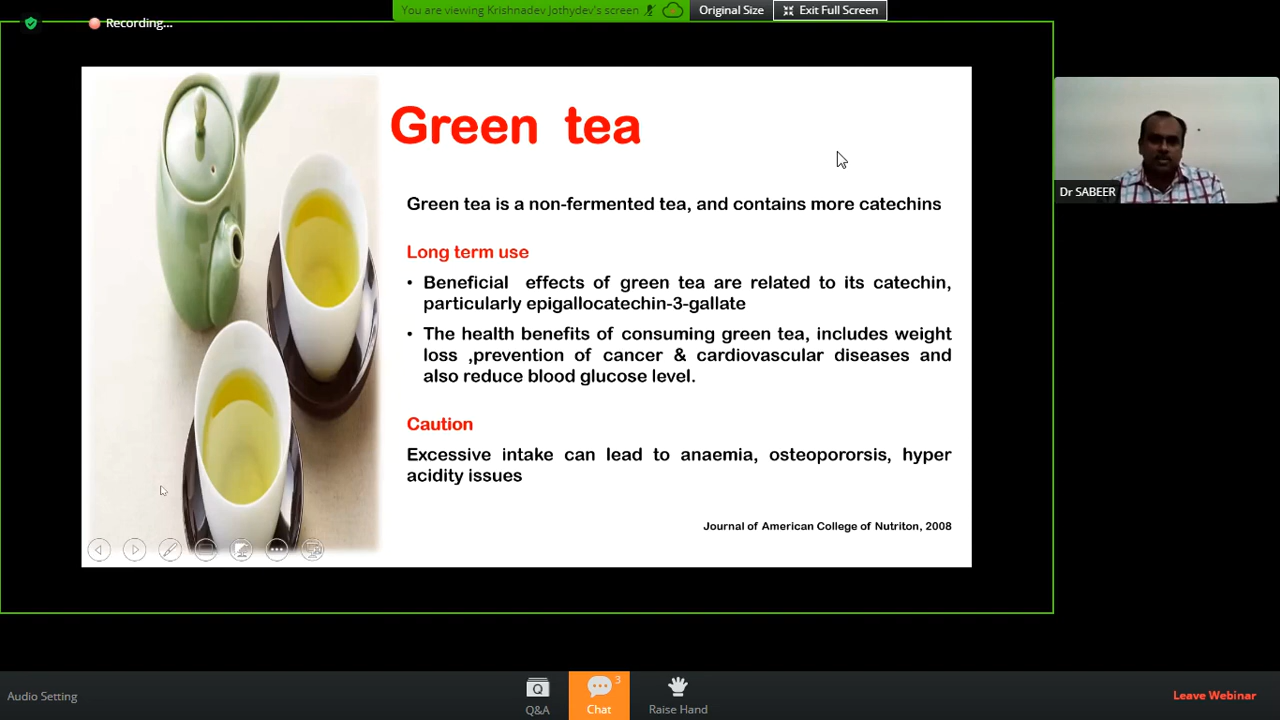 You are viewing Krishnadev Jothydev's screen
Original Size
Exit Full Screen
Recording...
Green tea
Green tea is a non-fermented tea, and contains more catechins
Long term use
• Beneficial effects of green tea are related to its catechin,
particularly epigallocatechin-3-gallate
• The health benefits of consuming green tea, includes weight
loss ,prevention of cancer & cardiovascular diseases and
also reduce blood glucose level.
Caution
Excessive intake can lead to anaemia, osteopororsis, hyper
acidity issues
Journal of American College of Nutriton, 2008
Dr SABEER
Audio Setting
Q
Q&A
3
Chat
Raise Hand
Leave Webinar